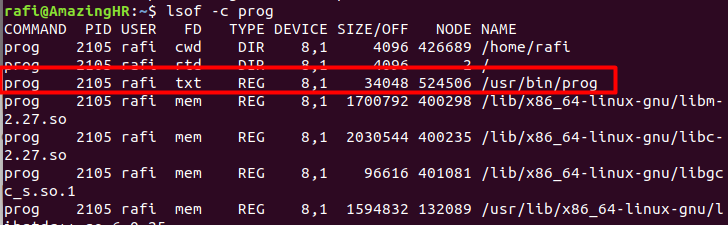 rafi@AmazingHR:~$ lsof -c prog
COMMAND PID USER FD TYPE DEVICE SIZE/OFF NODE NAME
prog 2105 rafi cwd DIR 8,1 4096 426689 /home/rafi
prog 2105 rafi rtd DIR 8,1 4096 2 /
prog 2105 rafi txt REG 8,1 34048 524506 /usr/bin/prog
prog 2105 rafi mem REG 8,1 1700792 400298 /lib/x86_64-linux-gnu/libm-
2.27.so
prog 2105 rafi mem REG 8,1 2030544 400235 /lib/x86_64-linux-gnu/libc-
2.27.so
prog 2105 rafi mem REG 8,1 96616 401081 /lib/x86_64-linux-gnu/libgc
c_s.so.1
prog 2105 rafi mem REG 8,1 1594832 132089 /usr/lib/x86_64-linux-gnu/l